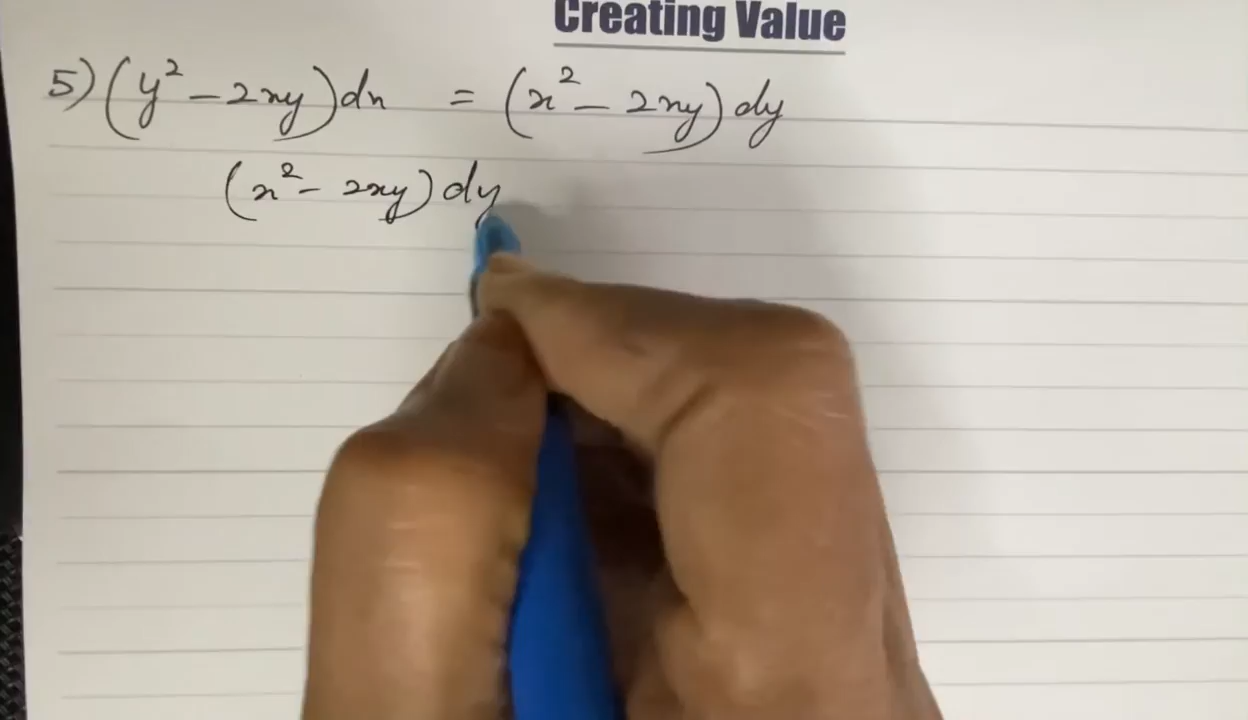 Creating Value
5) (y² - 2xy)dx = (x² - 2xy) dy
(x² - 2xy) dy